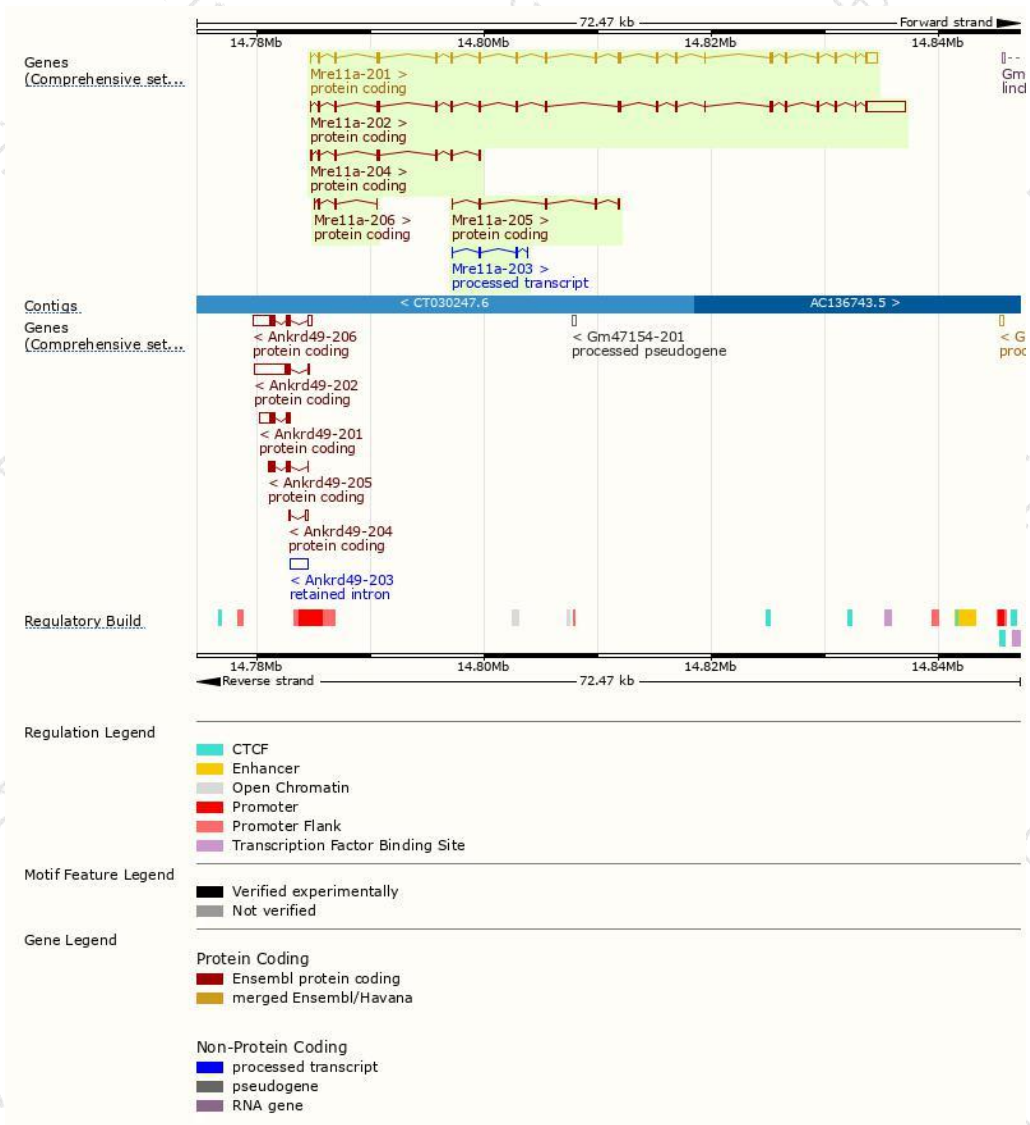 72.47 kb
Forward strand
14.78Mb 14.80Mb 14.82Mb 14.84Mb
Genes
(Comprehensive set...
Mre11a-201 >
protein coding
Gm
lincl
Mre11a-202 >
protein coding
Mre11a-204 >
protein coding
Mre11a-206 >
protein coding
Mre11a-205 >
protein coding
Mre11a-203 >
processed transcript
Contigs
< CT030247.6
AC136743.5 >
Genes
(Comprehensive set...
< Ankrd49-206
protein coding
< Gm47154-201
processed pseudogene
< G
proc
< Ankrd49-202
protein coding
< Ankrd49-201
protein coding
< Ankrd49-205
protein coding
< Ankrd49-204
protein coding
< Ankrd49-203
retained intron
Regulatory Build
14.78Mb 14.80Mb 14.82Mb 14.84Mb
Reverse strand
72.47 kb
Regulation Legend
CTCF
Enhancer
Open Chromatin
Promoter
Promoter Flank
Transcription Factor Binding Site
Motif Feature Legend
Verified experimentally
Not verified
Gene Legend
Protein Coding
Ensembl protein coding
merged Ensembl/Havana
Non-Protein Coding
processed transcript
pseudogene
RNA gene